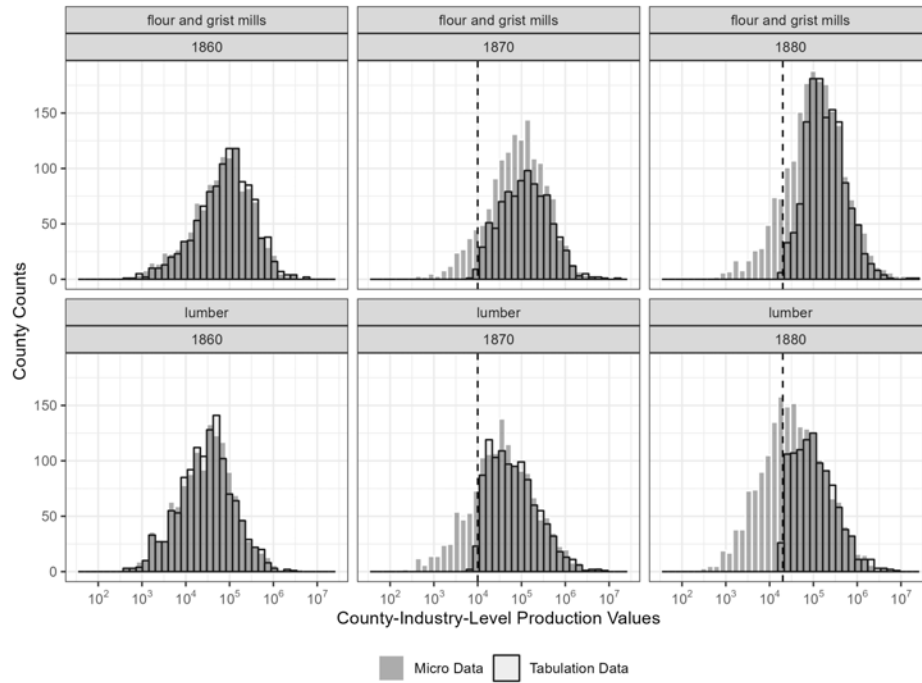 flour and grist mills flour and grist mills flour and grist mills
1860 1870 1880
150
100
50
0
lumber lumber lumber
1860 1870 1880
150
100
50
0
County Counts
10² 10³ 10⁴ 10⁵ 10⁶ 10⁷ 10² 10³ 10⁴ 10⁵ 10⁶ 10⁷ 10² 10³ 10⁴ 10⁵ 10⁶ 10⁷
County-Industry-Level Production Values
Micro Data Tabulation Data